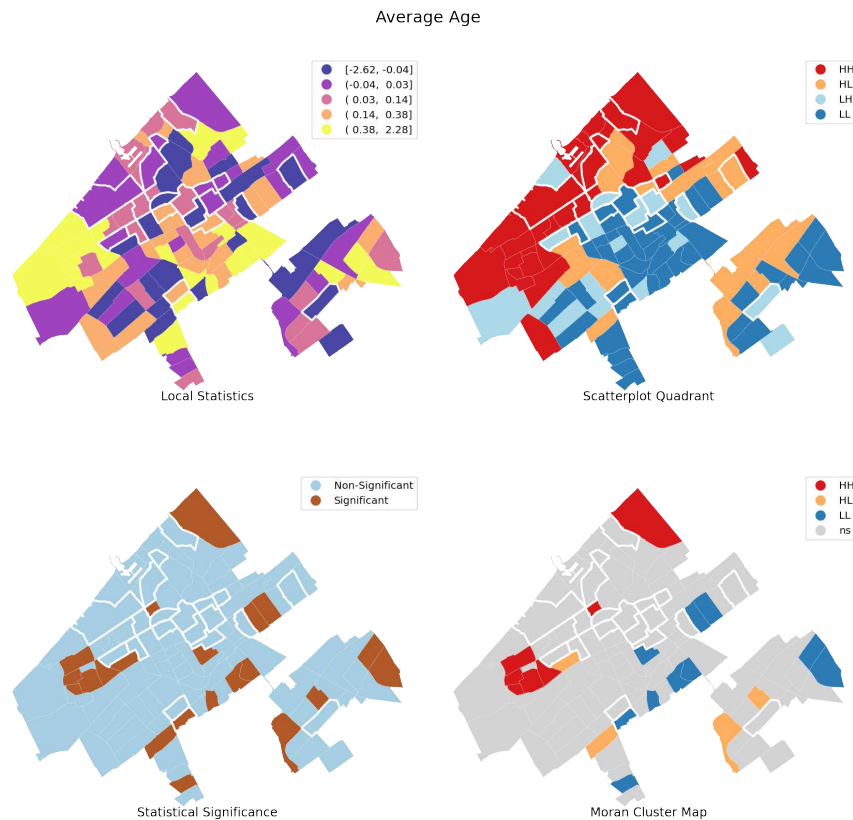 Average Age
[-2.62, -0.04]
(-0.04,  0.03]
( 0.03,  0.14]
( 0.14,  0.38]
( 0.38,  2.28]
Local Statistics
HH
HL
LH
LL
Scatterplot Quadrant
Non-Significant
Significant
Statistical Significance
HH
HL
LL
ns
Moran Cluster Map